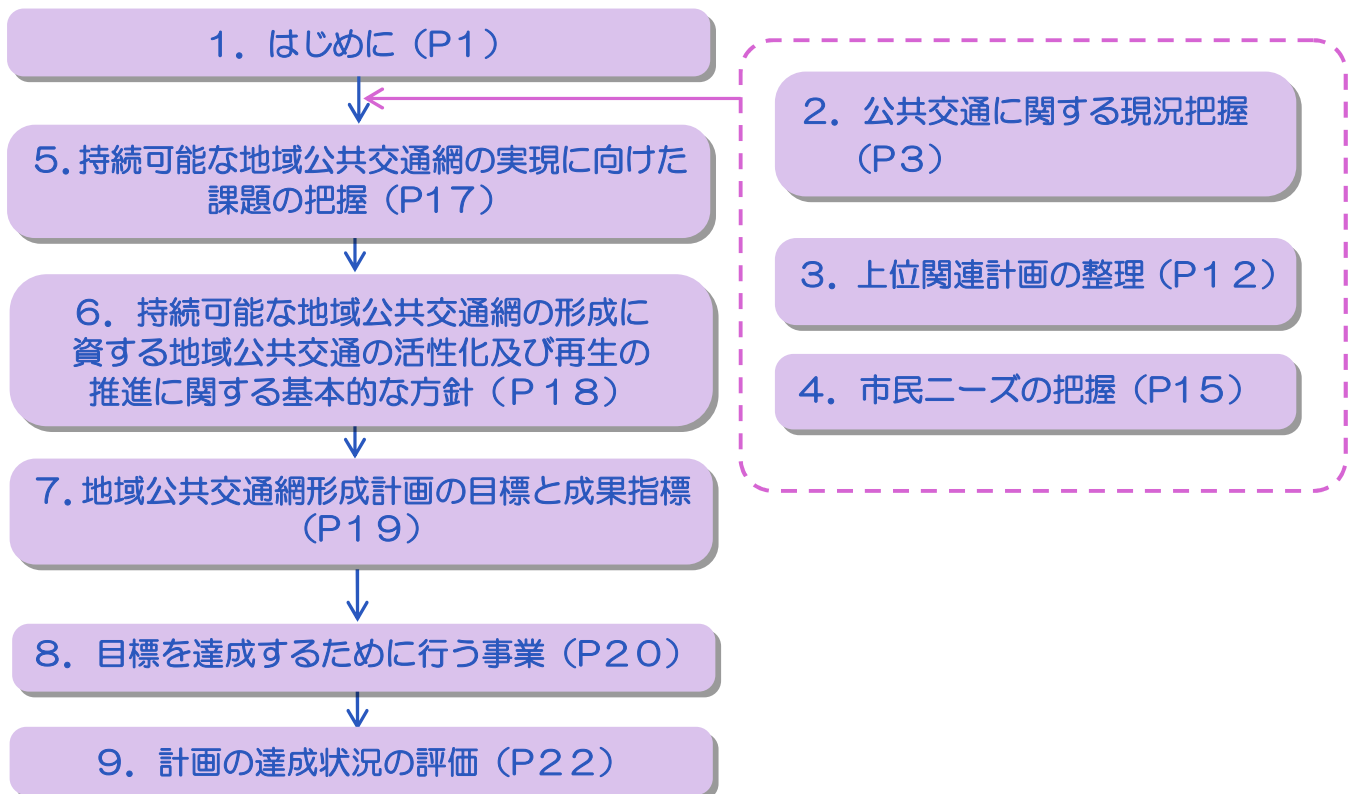 1．はじめに（P1）
2．公共交通に関する現況把握
（P3）
3．上位関連計画の整理（P１２）
4．市民ニーズの把握（P1５）
5．持続可能な地域公共交通網の実現に向けた
課題の把握（P1７）
6．持続可能な地域公共交通網の形成に
資する地域公共交通の活性化及び再生の
推進に関する基本的な方針（Ｐ１８）
7．地域公共交通網形成計画の目標と成果指標
（P１９）
8．目標を達成するために行う事業（P２０）
9．計画の達成状況の評価（P２２）